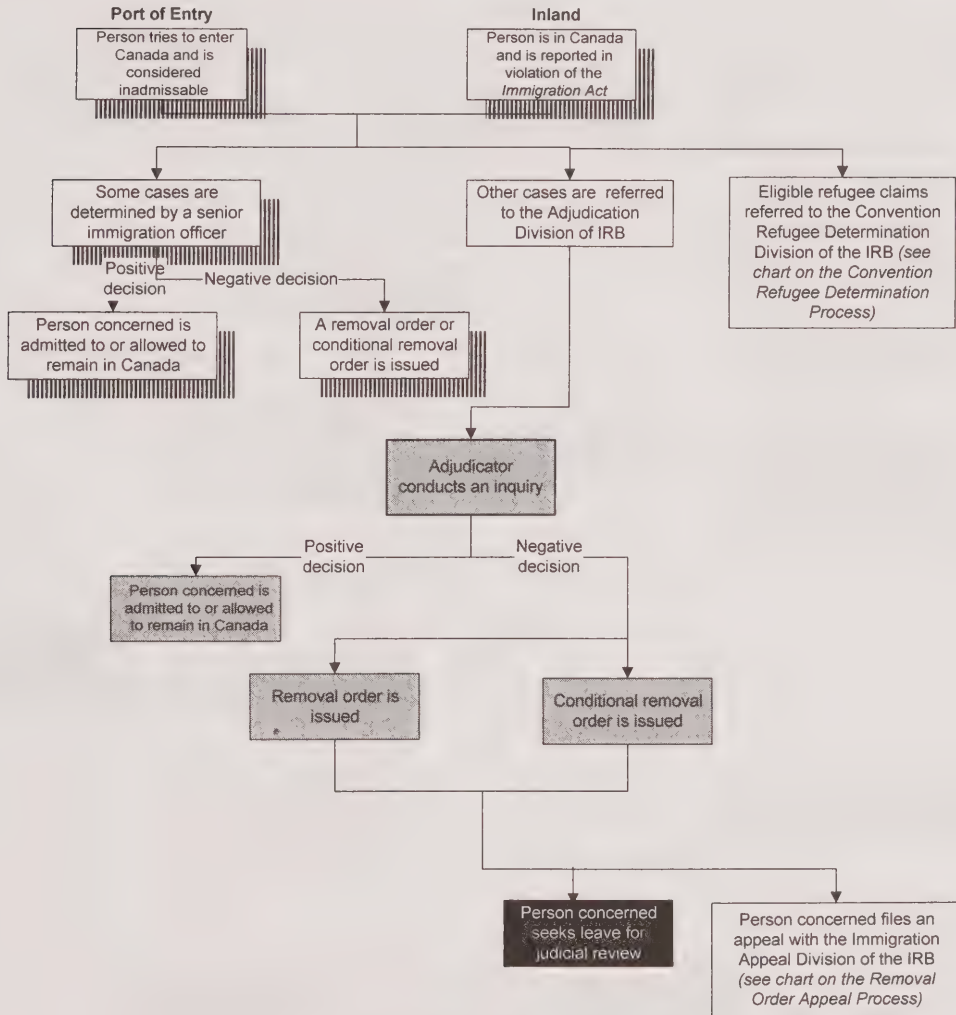 Port of Entry
Person tries to enter
Canada and is
considered
inadmissable
Inland
Person is in Canada
and is reported in
violation of the
Immigration Act
Some cases are
determined by a senior
immigration officer
Other cases are referred
to the Adjudication
Division of IRB
Eligible refugee claims
referred to the Convention
Refugee Determination
Division of the IRB (see
chart on the Convention
Refugee Determination
Process)
Positive
decision
Negative decision
Person concerned is
admitted to or allowed to
remain in Canada
A removal order or
conditional removal
order is issued
Adjudicator
conducts an inquiry
Positive
decision
Negative
decision
Person concerned is
admitted to or allowed
to remain in Canada
Removal order is
issued
Conditional removal
order is issued
Person concerned
seeks leave for
judicial review
Person concerned files an
appeal with the Immigration
Appeal Division of the IRB
(see chart on the Removal
Order Appeal Process)